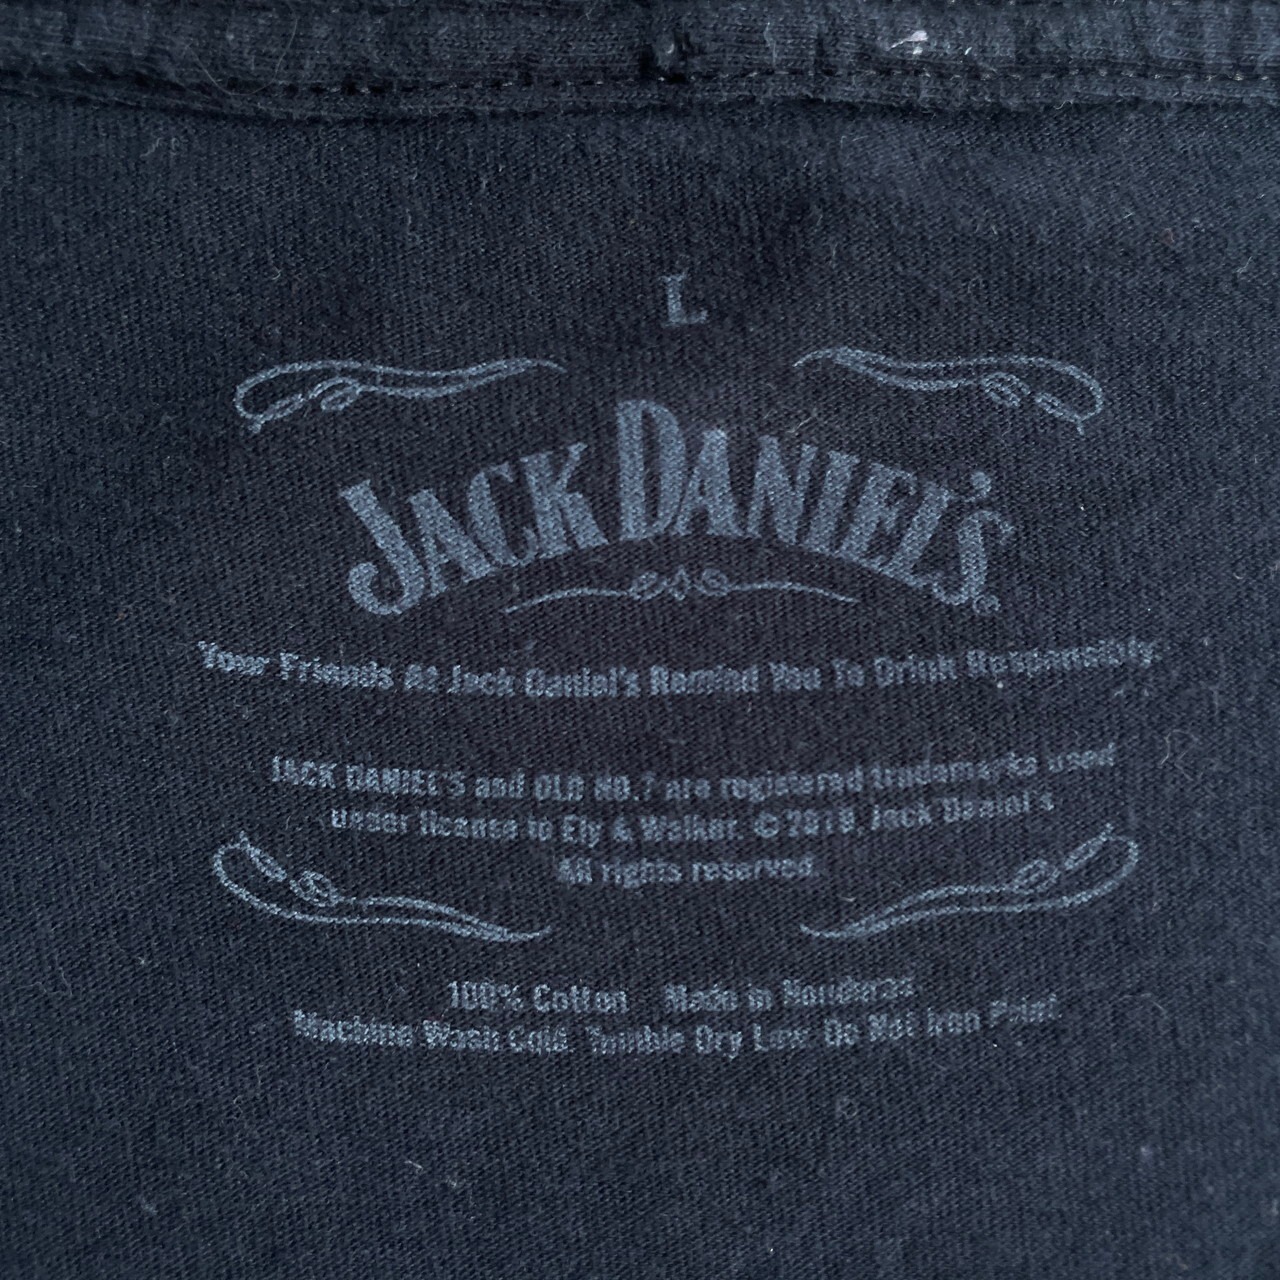 L
JACK DANIEL'S
Your Friends At Jack Daniel's Remind You To Drink Responsibly.
JACK DANIEL'S and OLD NO.7 are registered trademarks used
under license to Ely & Walker. © 2018, Jack Daniel's
All rights reserved.
100% Cotton Made in Honduras
Machine Wash Cold. Tumble Dry Low. Do Not Iron Print.